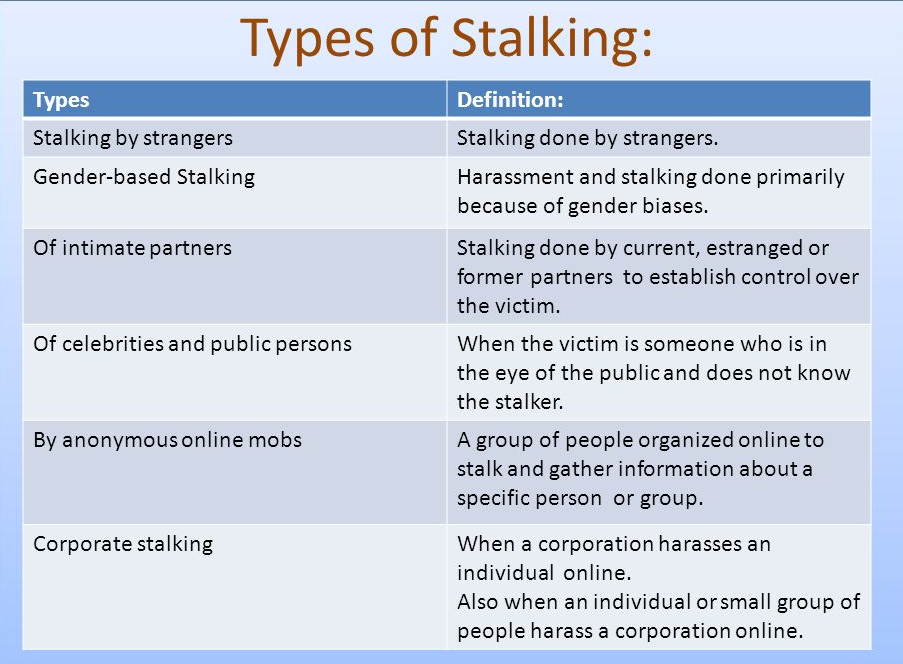 Types of Stalking:
Types
Definition:
Stalking by strangers
Stalking done by strangers.
Gender-based Stalking
Harassment and stalking done primarily
because of gender biases.
Of intimate partners
Stalking done by current, estranged or
former partners to establish control over
the victim.
Of celebrities and public persons
When the victim is someone who is in
the eye of the public and does not know
the stalker.
By anonymous online mobs
A group of people organized online to
stalk and gather information about a
specific person or group.
Corporate stalking
When a corporation harasses an
individual online.
Also when an individual or small group of
people harass a corporation online.